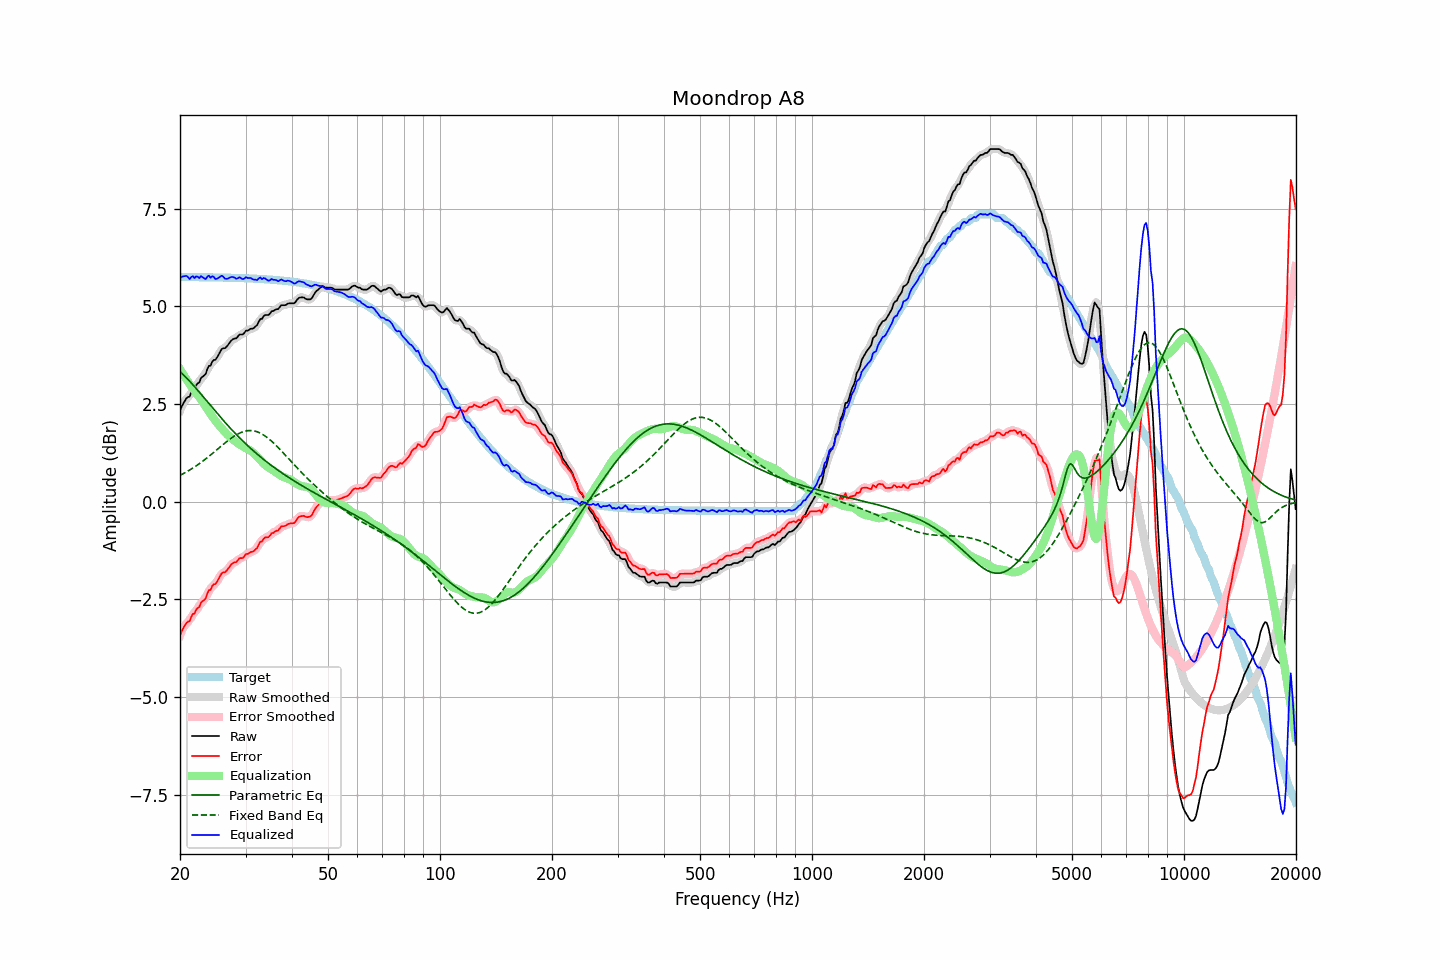 Moondrop A8
Amplitude (dBr)
7.5
5.0
2.5
0.0
−2.5
−5.0
−7.5
Target
Raw Smoothed
Error Smoothed
Raw
Error
Equalization
Parametric Eq
Fixed Band Eq
Equalized
20 50 100 200 500 1000 2000 5000 10000 20000
Frequency (Hz)